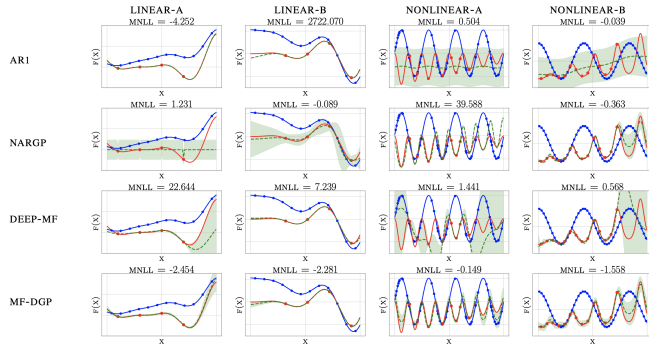 LINEAR-A LINEAR-B NONLINEAR-A NONLINEAR-B
MNLL = -4.252 MNLL = 2722.070 MNLL = 0.504 MNLL = -0.039
AR1 F(X) F(X) F(X) F(X)
X X X X
MNLL = 1.231 MNLL = -0.089 MNLL = 39.588 MNLL = -0.363
NARGP F(X) F(X) F(X) F(X)
X X X X
MNLL = 22.644 MNLL = 7.239 MNLL = 1.441 MNLL = 0.568
DEEP-MF F(X) F(X) F(X) F(X)
X X X X
MNLL = -2.454 MNLL = -2.281 MNLL = -0.149 MNLL = -1.558
MF-DGP F(X) F(X) F(X) F(X)
X X X X